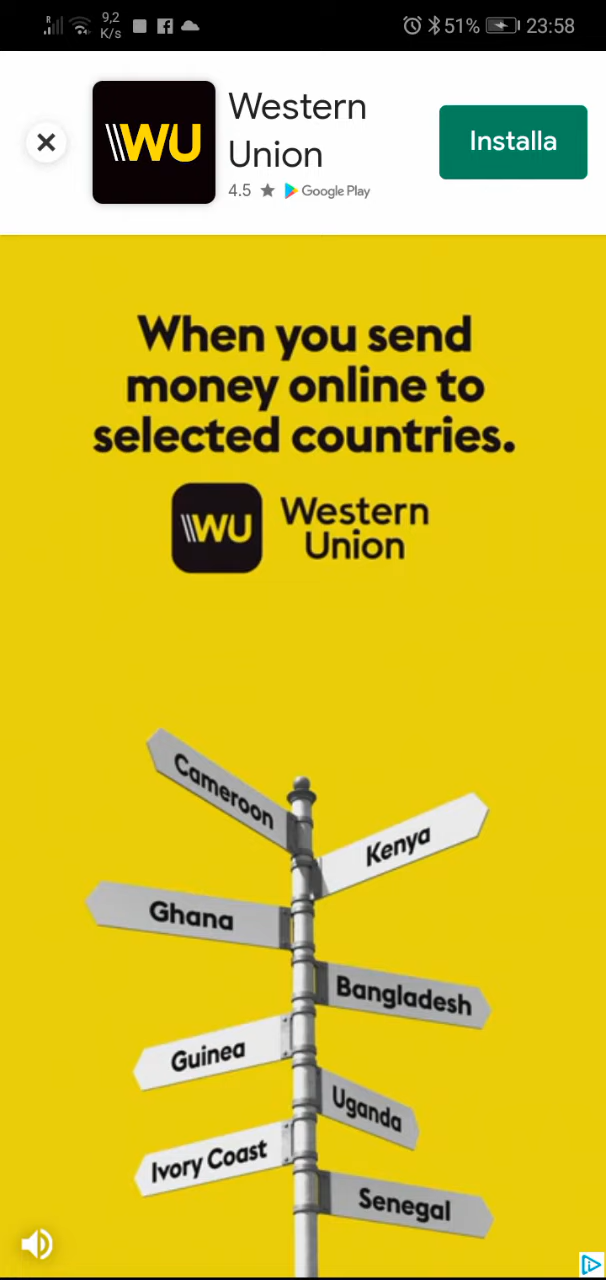 R 9,2 K/s 51% 23:58
WU
Western
Union
Installa
4.5 Google Play
When you send
money online to
selected countries.
WU Western
Union
Cameroon
Kenya
Ghana
Bangladesh
Guinea
Uganda
Ivory Coast
Senegal